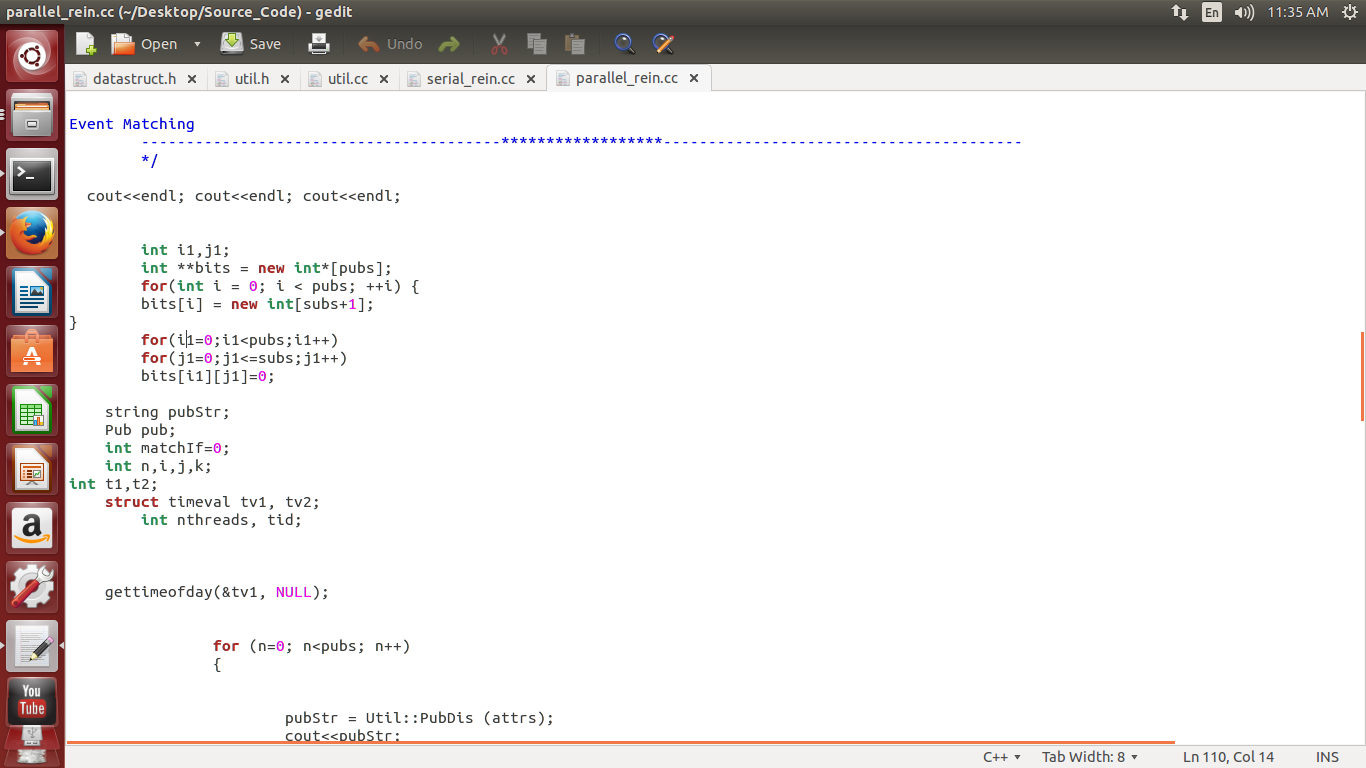 parallel_rein.cc (~/Desktop/Source_Code) - gedit
En
11:35 AM
Open
Save
Undo
datastruct.h
util.h
util.cc
serial_rein.cc
parallel_rein.cc
Event Matching
----------------------------------------******************----------------------------------------
*/
cout<<endl; cout<<endl; cout<<endl;
int i1,j1;
int **bits = new int*[pubs];
for(int i = 0; i < pubs; ++i) {
bits[i] = new int[subs+1];
}
for(i1=0;i1<pubs;i1++)
for(j1=0;j1<=subs;j1++)
bits[i1][j1]=0;
string pubStr;
Pub pub;
int matchIf=0;
int n,i,j,k;
int t1,t2;
struct timeval tv1, tv2;
int nthreads, tid;
gettimeofday(&tv1, NULL);
for (n=0; n<pubs; n++)
{
pubStr = Util::PubDis (attrs);
cout<<pubStr;
C++
Tab Width: 8
Ln 110, Col 14
INS
A
a
You
Tube